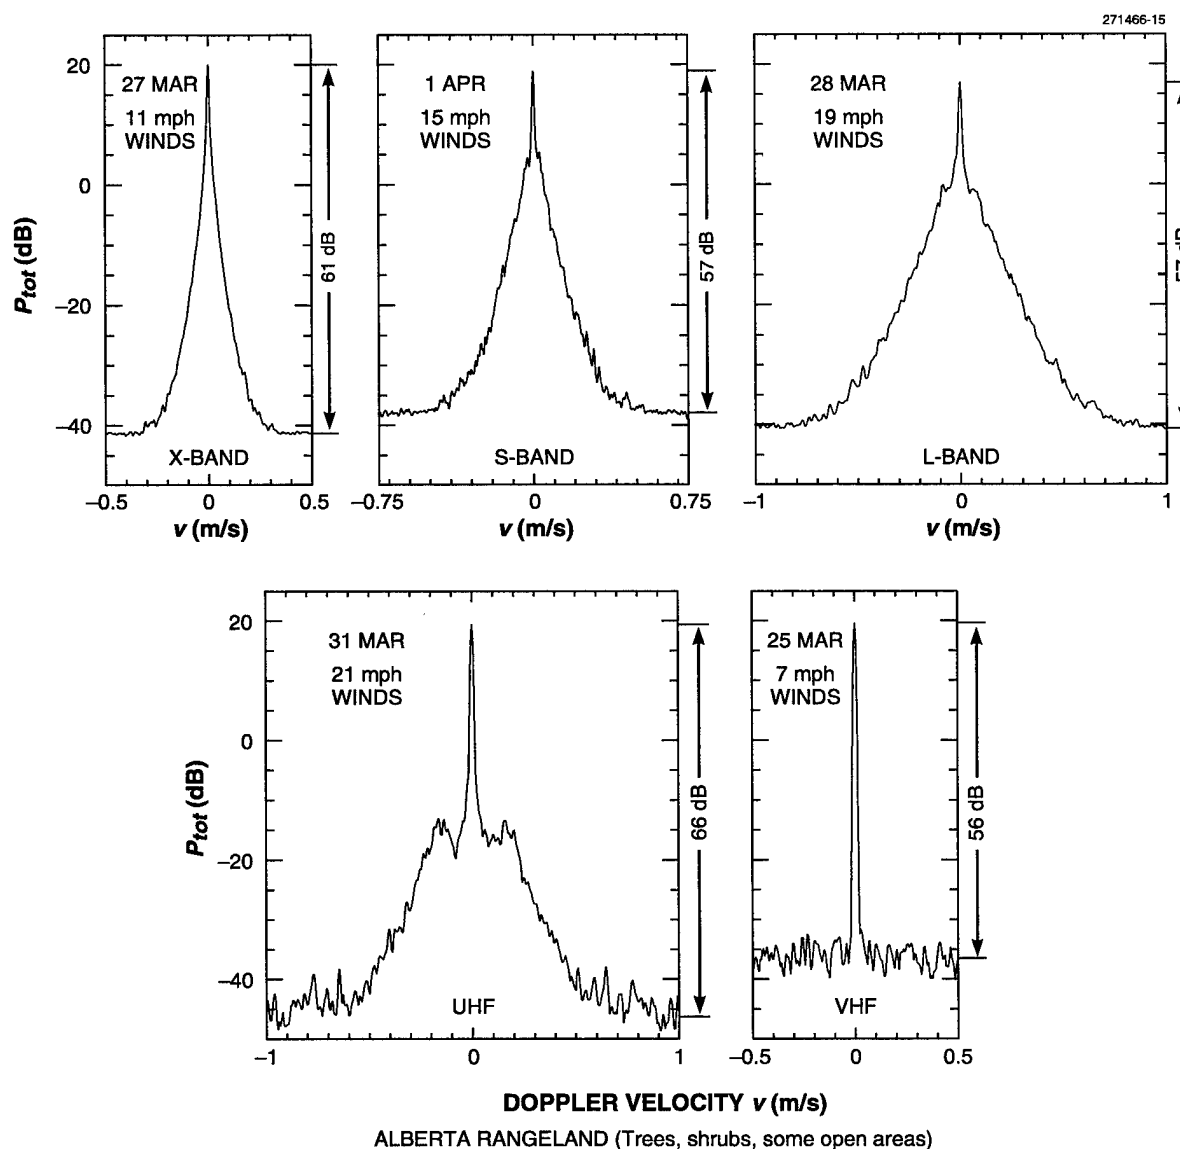 271466-15
27 MAR
11 mph
WINDS
61 dB
X-BAND
20
0
−20
−40
Ptot (dB)
−0.5 0 0.5
v (m/s)
1 APR
15 mph
WINDS
57 dB
S-BAND
−0.75 0 0.75
v (m/s)
28 MAR
19 mph
WINDS
57 dB
L-BAND
−1 0 1
v (m/s)
31 MAR
21 mph
WINDS
66 dB
UHF
20
0
−20
−40
Ptot (dB)
−1 0 1
25 MAR
7 mph
WINDS
56 dB
VHF
−0.5 0 0.5
DOPPLER VELOCITY v (m/s)
ALBERTA RANGELAND (Trees, shrubs, some open areas)